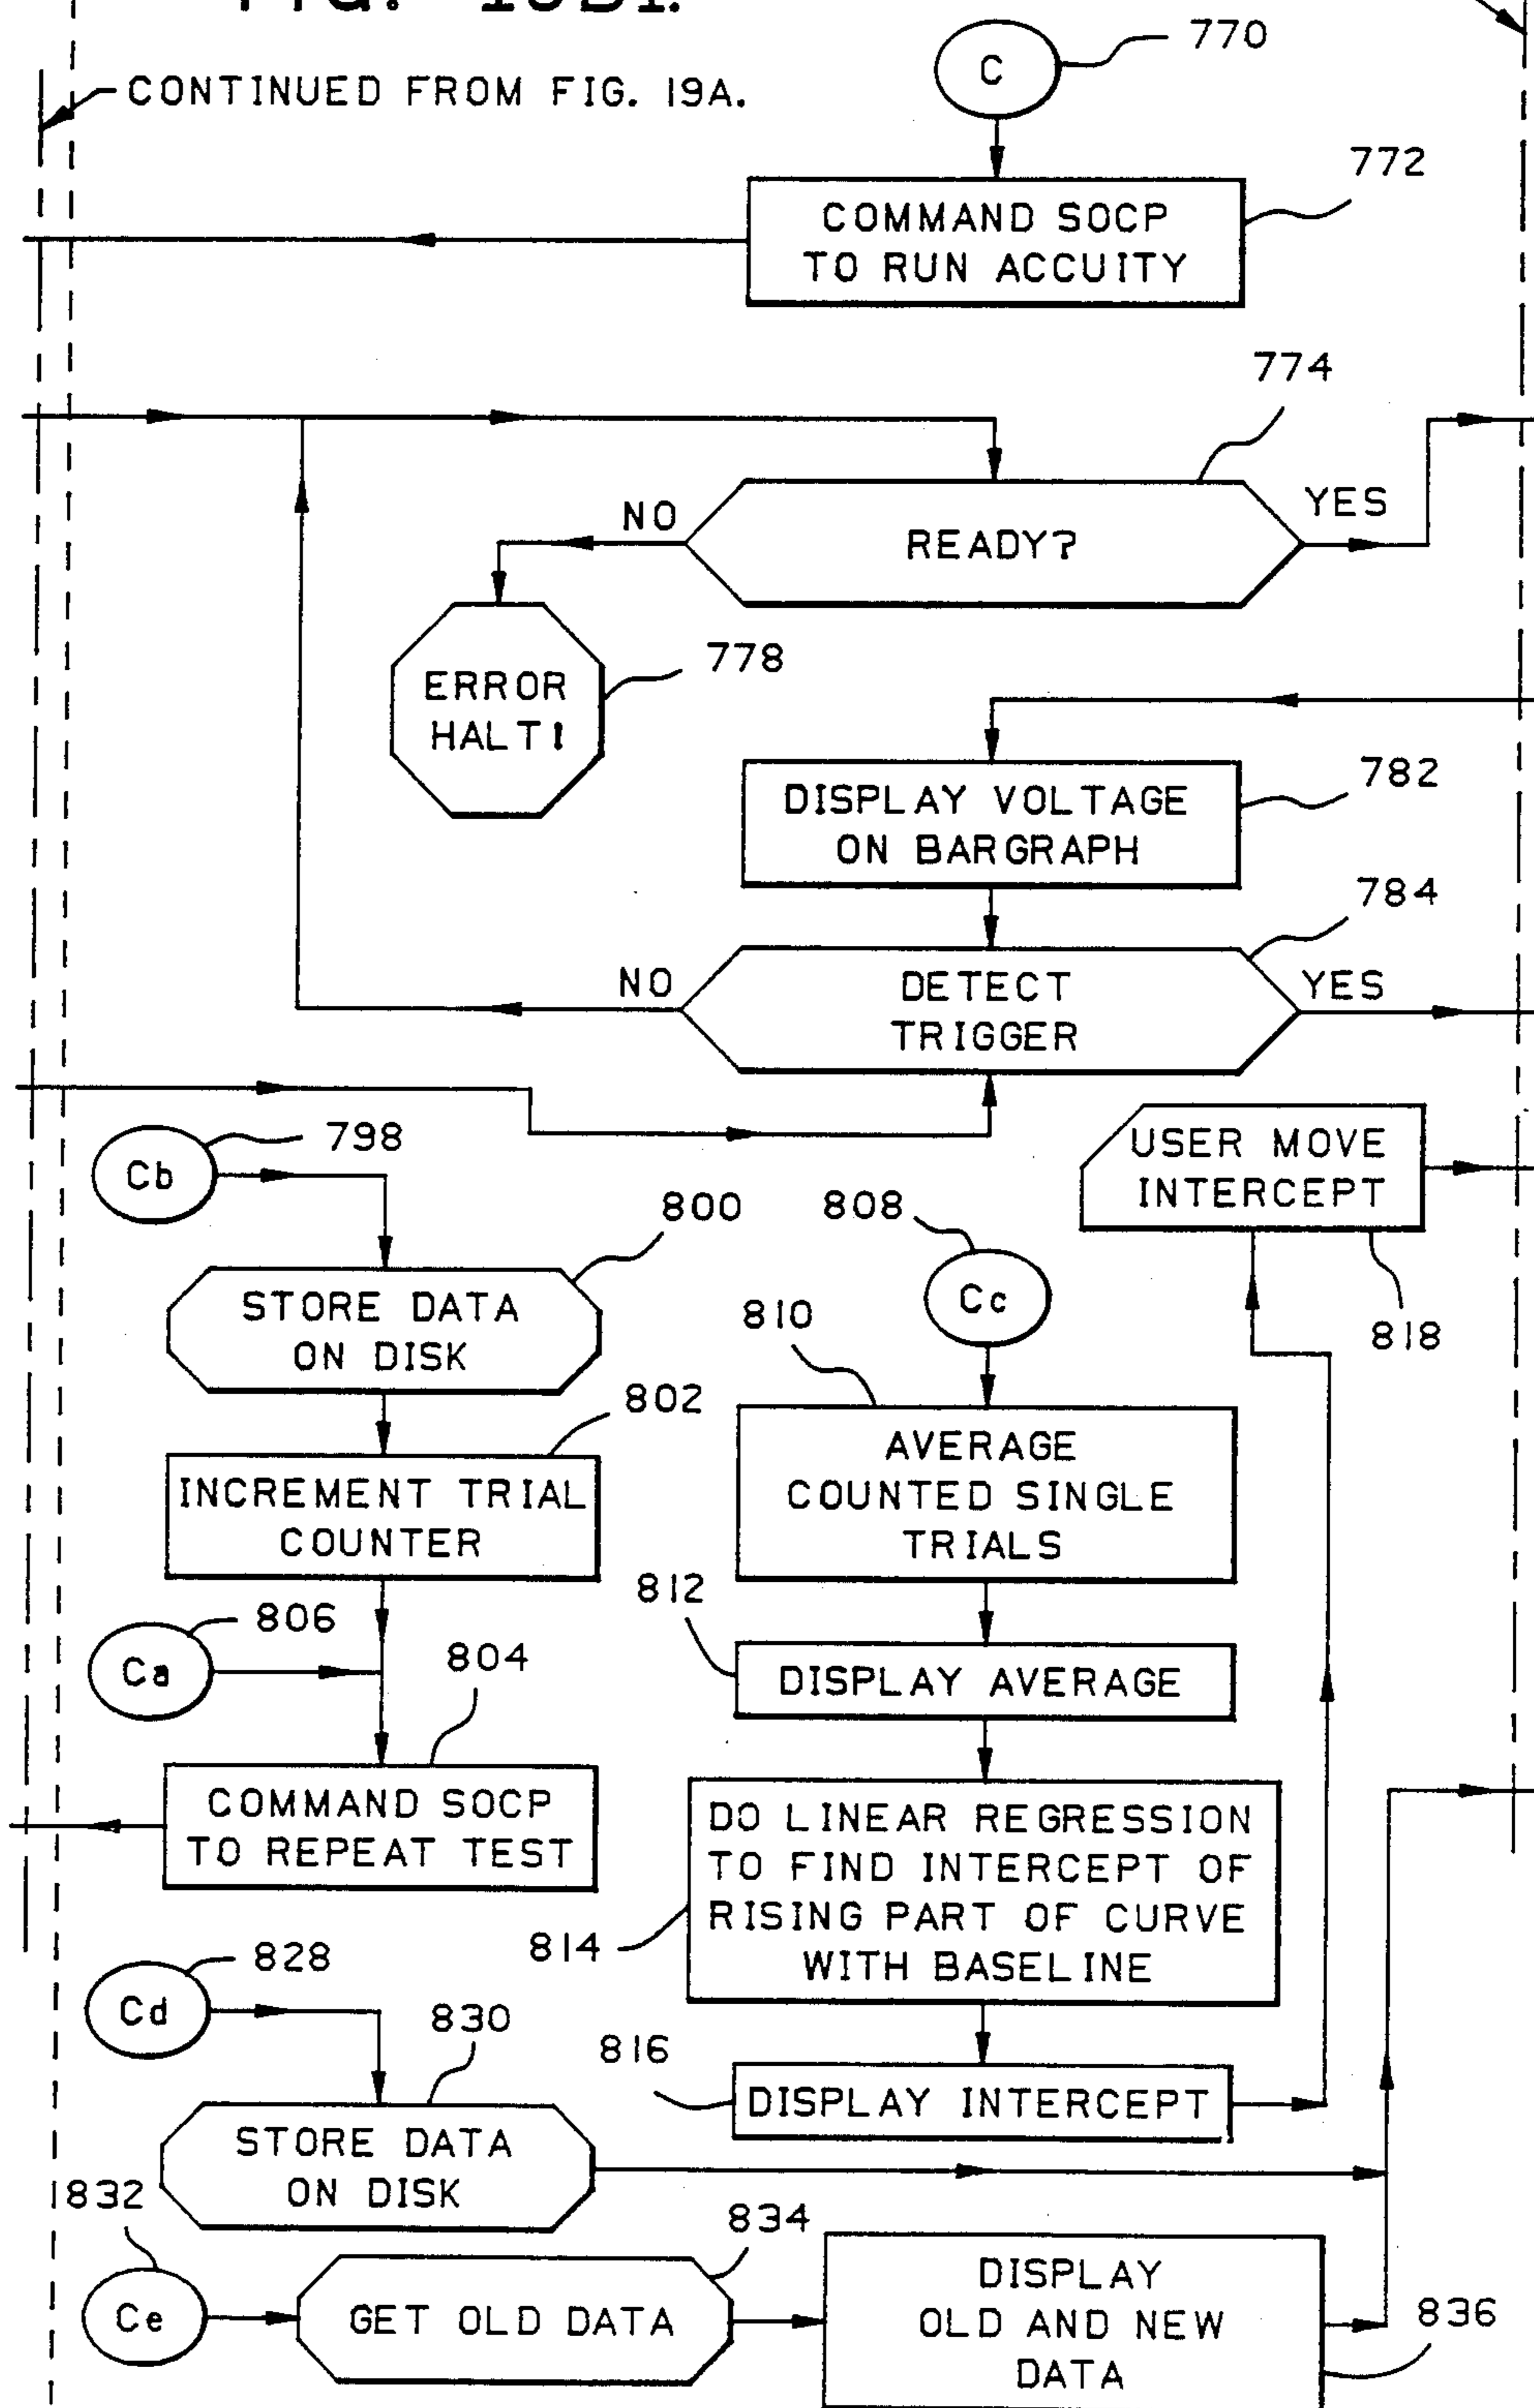 CONTINUED FROM FIG. 19A.
C
770
COMMAND SOCP
TO RUN ACCUITY
772
774
NO
READY?
YES
ERROR
HALT!
778
DISPLAY VOLTAGE
ON BARGRAPH
782
784
NO
DETECT
TRIGGER
YES
Cb
798
USER MOVE
INTERCEPT
818
STORE DATA
ON DISK
800
808
Cc
INCREMENT TRIAL
COUNTER
802
810
AVERAGE
COUNTED SINGLE
TRIALS
Ca
806
804
812
DISPLAY AVERAGE
COMMAND SOCP
TO REPEAT TEST
DO LINEAR REGRESSION
TO FIND INTERCEPT OF
RISING PART OF CURVE
WITH BASELINE
814
Cd
828
830
816
DISPLAY INTERCEPT
STORE DATA
ON DISK
832
Ce
834
GET OLD DATA
DISPLAY
OLD AND NEW
DATA
836